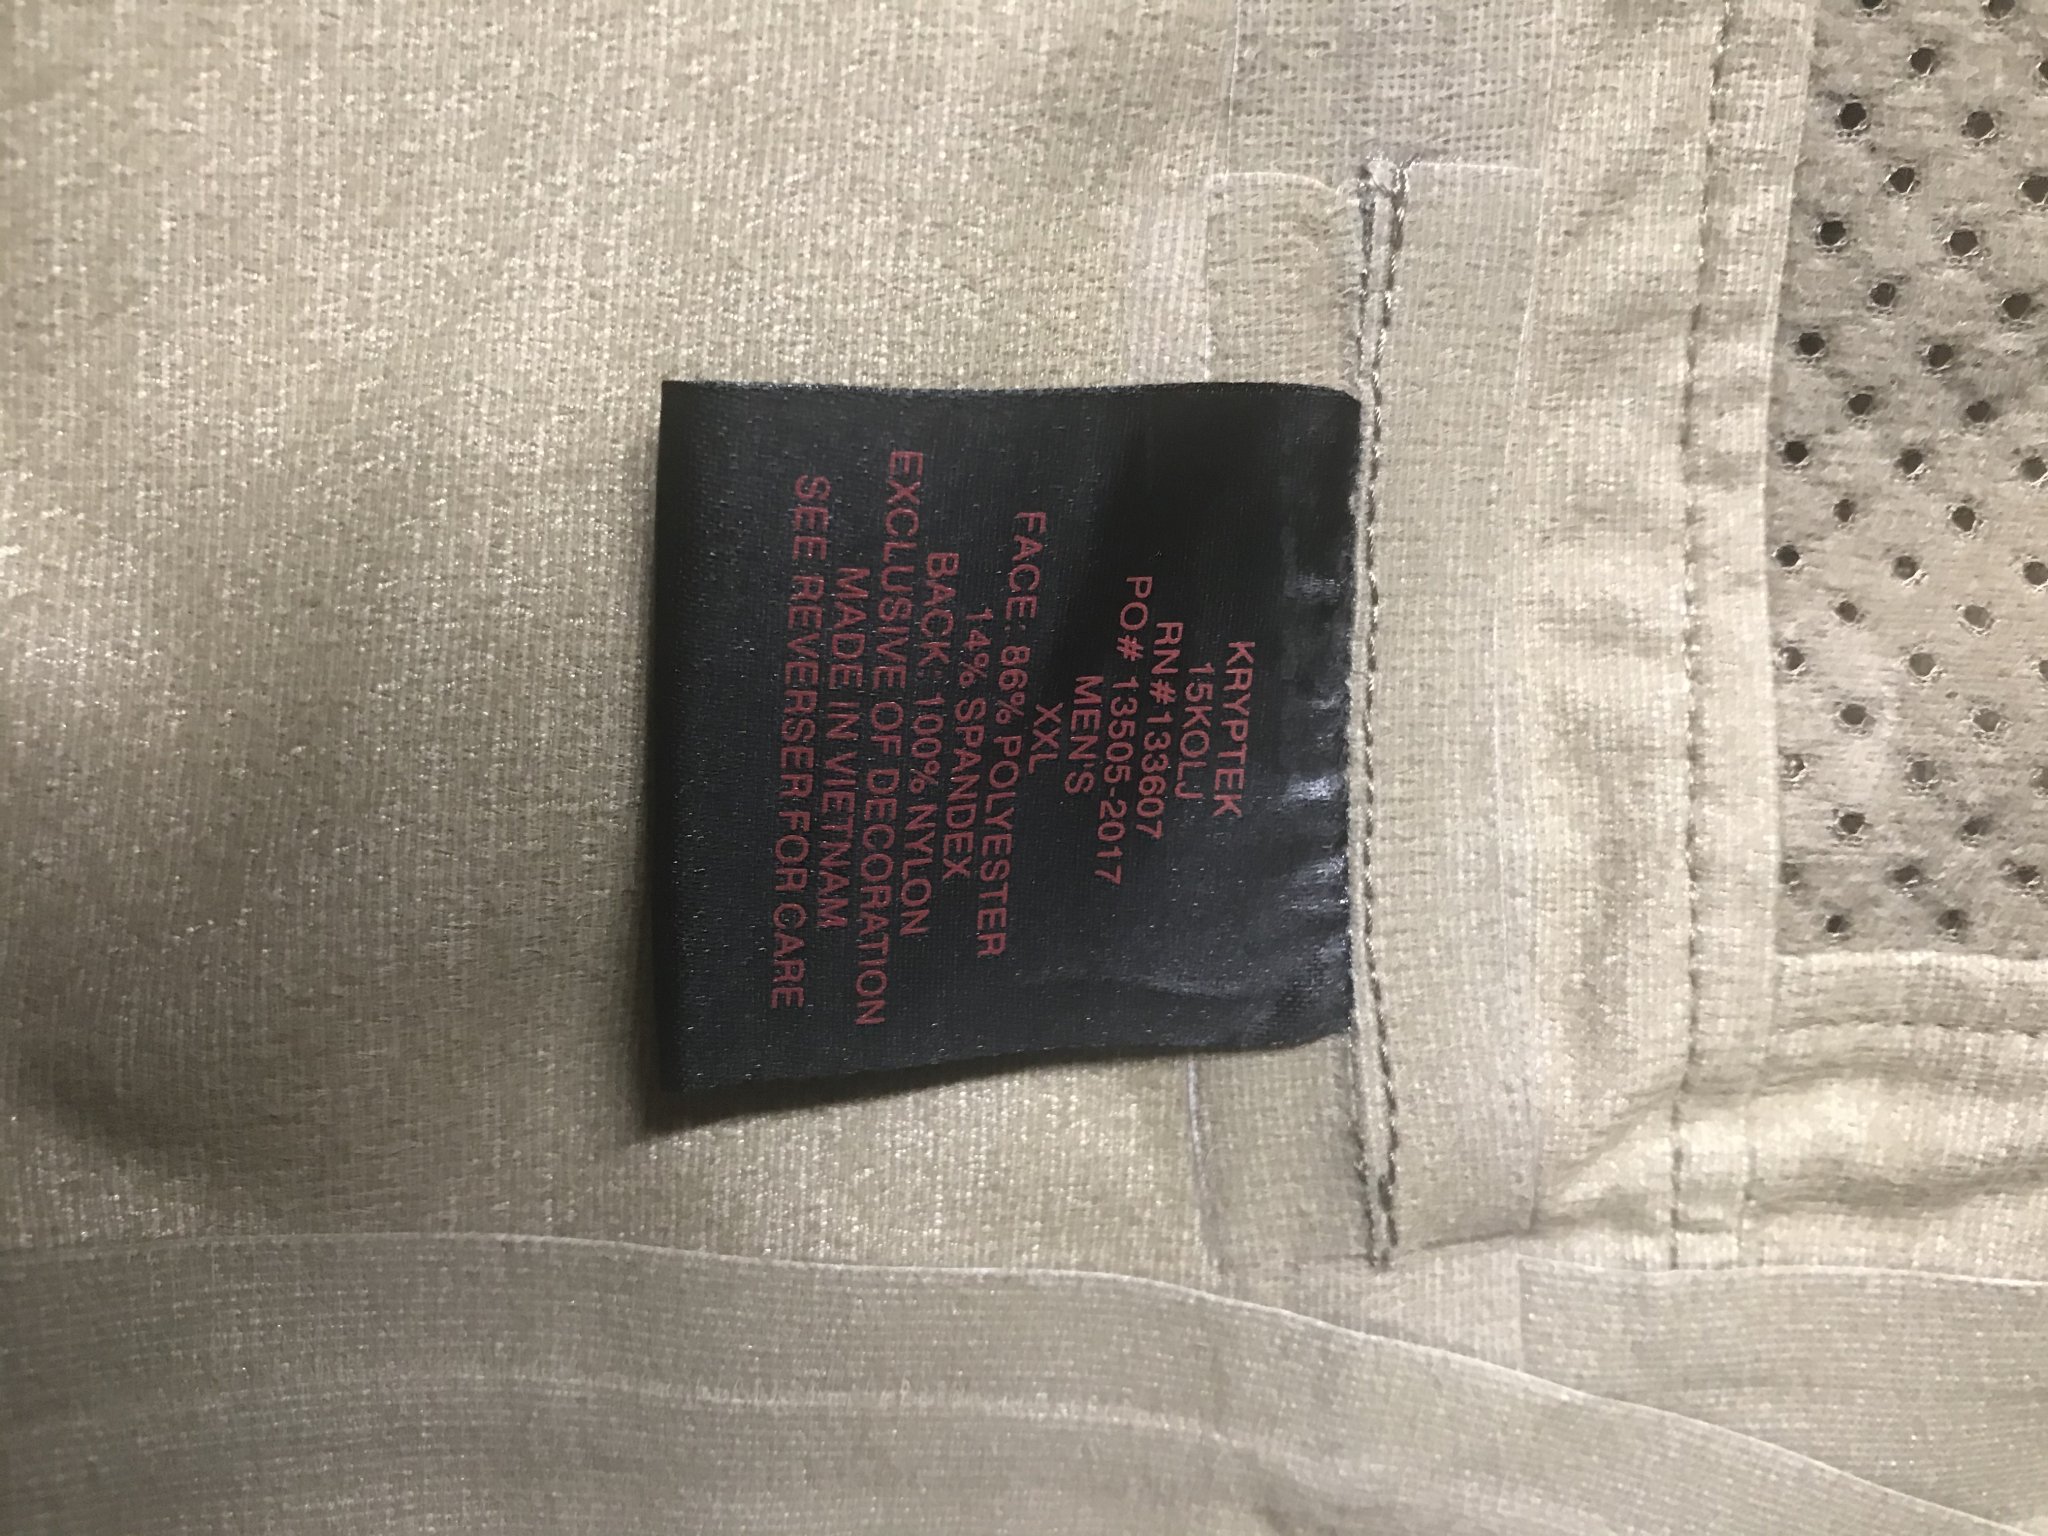 KRYPTEK
15KOLJ
RN#133607
PO# 13505-2017
MEN'S
XXL
FACE: 86% POLYESTER
14% SPANDEX
BACK: 100% NYLON
EXCLUSIVE OF DECORATION
MADE IN VIETNAM
SEE REVERSER FOR CARE